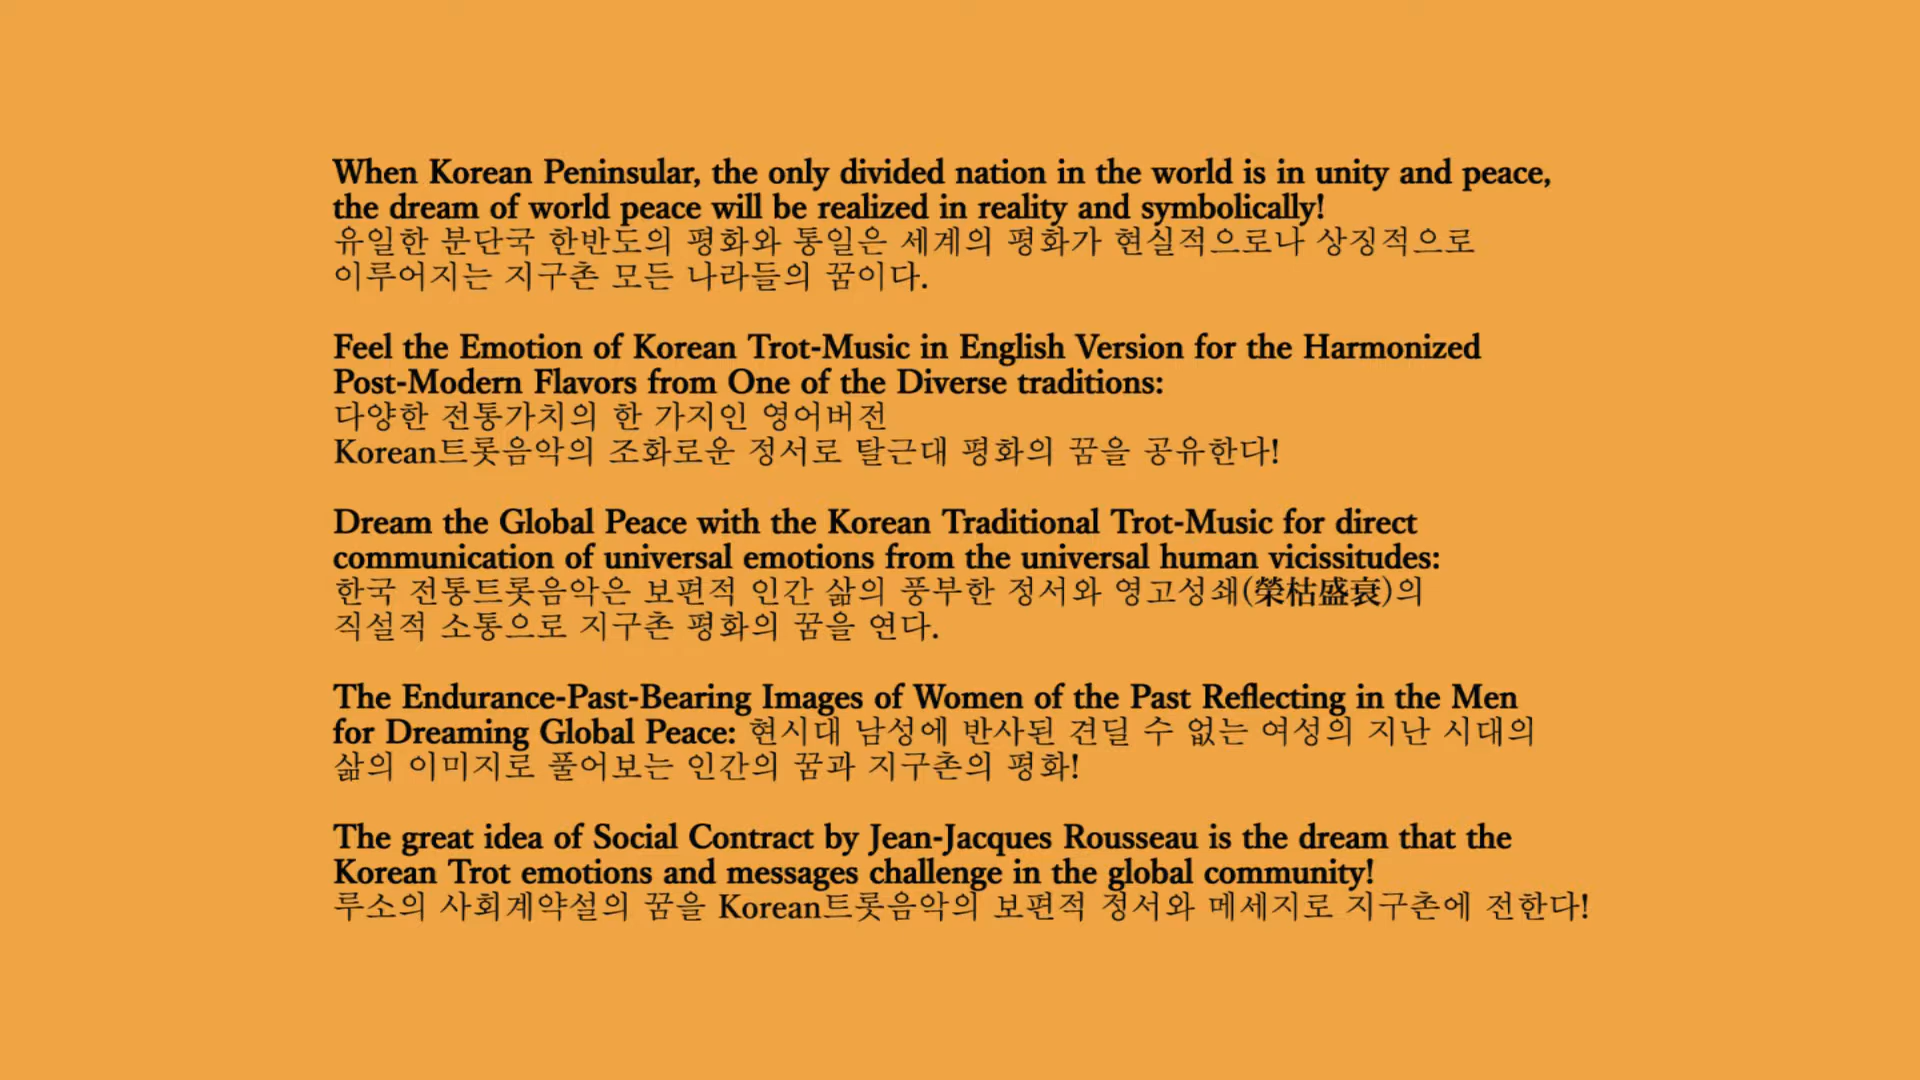 When Korean Peninsular, the only divided nation in the world is in unity and peace,
the dream of world peace will be realized in reality and symbolically!
유일한 분단국 한반도의 평화와 통일은 세계의 평화가 현실적으로나 상징적으로
이루어지는 지구촌 모든 나라들의 꿈이다.
Feel the Emotion of Korean Trot-Music in English Version for the Harmonized
Post-Modern Flavors from One of the Diverse traditions:
다양한 전통가치의 한 가지인 영어버전
Korean트롯음악의 조화로운 정서로 탈근대 평화의 꿈을 공유한다!
Dream the Global Peace with the Korean Traditional Trot-Music for direct
communication of universal emotions from the universal human vicissitudes:
한국 전통트롯음악은 보편적 인간 삶의 풍부한 정서와 영고성쇄(榮枯盛衰)의
직설적 소통으로 지구촌 평화의 꿈을 연다.
The Endurance-Past-Bearing Images of Women of the Past Reflecting in the Men
for Dreaming Global Peace: 현시대 남성에 반사된 견딜 수 없는 여성의 지난 시대의
삶의 이미지로 풀어보는 인간의 꿈과 지구촌의 평화!
The great idea of Social Contract by Jean-Jacques Rousseau is the dream that the
Korean Trot emotions and messages challenge in the global community!
루소의 사회계약설의 꿈을 Korean트롯음악의 보편적 정서와 메세지로 지구촌에 전한다!